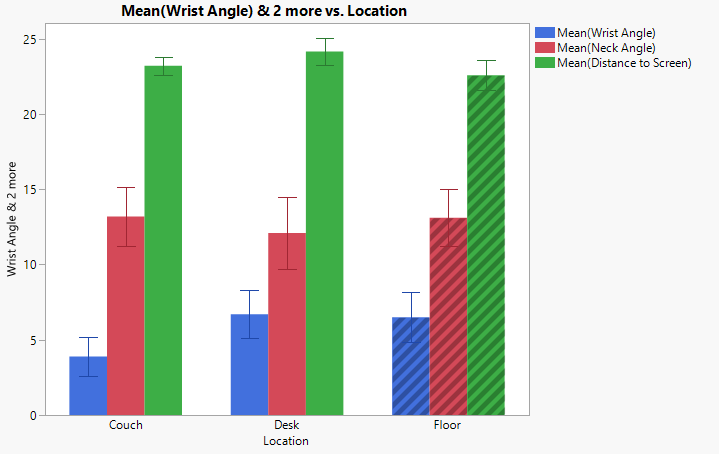 Mean(Wrist Angle) & 2 more vs. Location
Mean(Wrist Angle)
Mean(Neck Angle)
Mean(Distance to Screen)
Wrist Angle & 2 more
25
20
15
10
5
0
Couch
Desk
Floor
Location